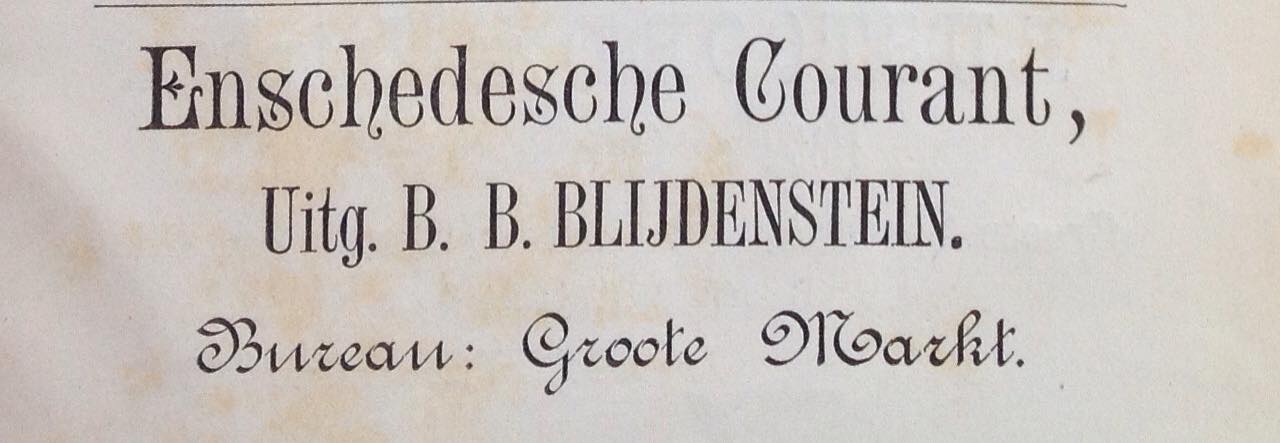 Enschedesche Courant,
Uitg. B. B. BLIJDENSTEIN.
Bureau: Groote Markt.